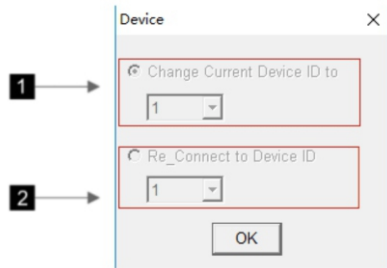 Device
1
Change Current Device ID to
1
Re_Connect to Device ID
2
1
OK